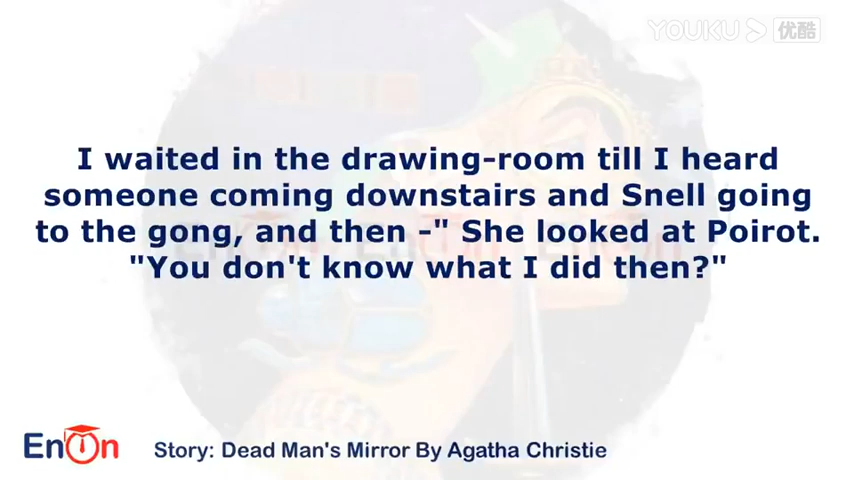 YOUKU 优酷
I waited in the drawing-room till I heard
someone coming downstairs and Snell going
to the gong, and then -" She looked at Poirot.
"You don't know what I did then?"
EnOn
Story: Dead Man's Mirror By Agatha Christie